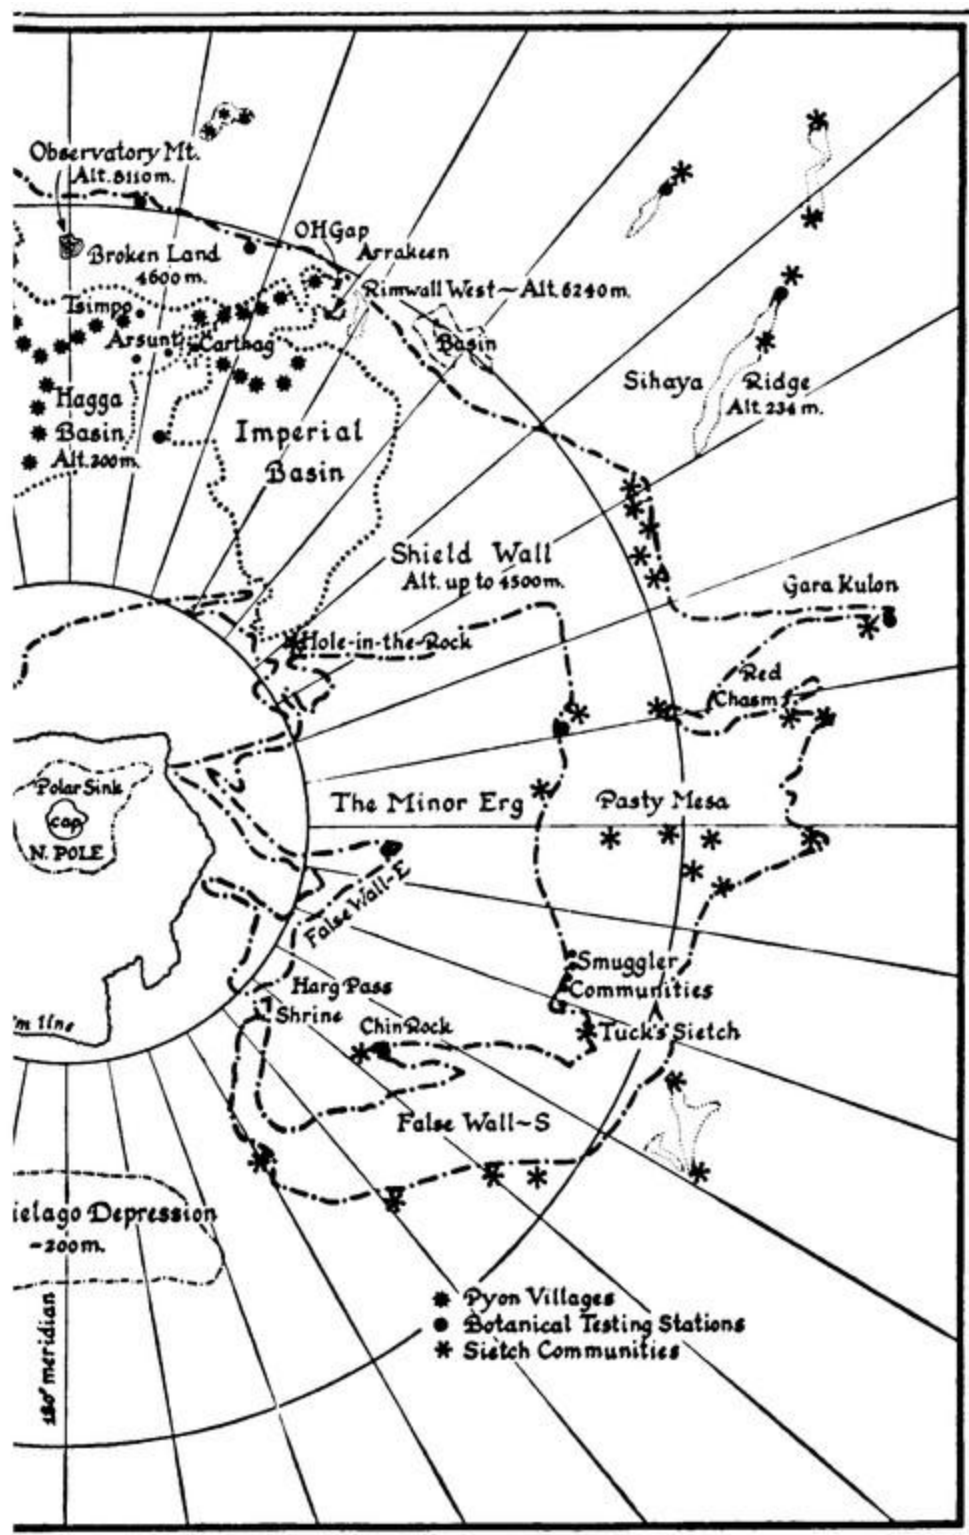 Observatory Mt.
Alt. 8110 m.
OH Gap
Arrakeen
Broken Land
4600 m.
Rimwall West ~ Alt. 6240 m.
Tsimpo
Arsunt
Carthag
Basin
Sihaya Ridge
Alt. 234 m.
Hagga
Basin
Alt. 200 m.
Imperial
Basin
Shield Wall
Alt. up to 4500 m.
Gara Kulon
Hole-in-the-Rock
Red
Chasm
Polar Sink
cap
N. POLE
The Minor Erg
Pasty Mesa
False Wall~E
Smuggler
Communities
Harg Pass
Shrine
'm line
Chin Rock
Tuck's Sietch
False Wall~S
ielago Depression
-200 m.
180° meridian
Pyon Villages
Botanical Testing Stations
Sietch Communities